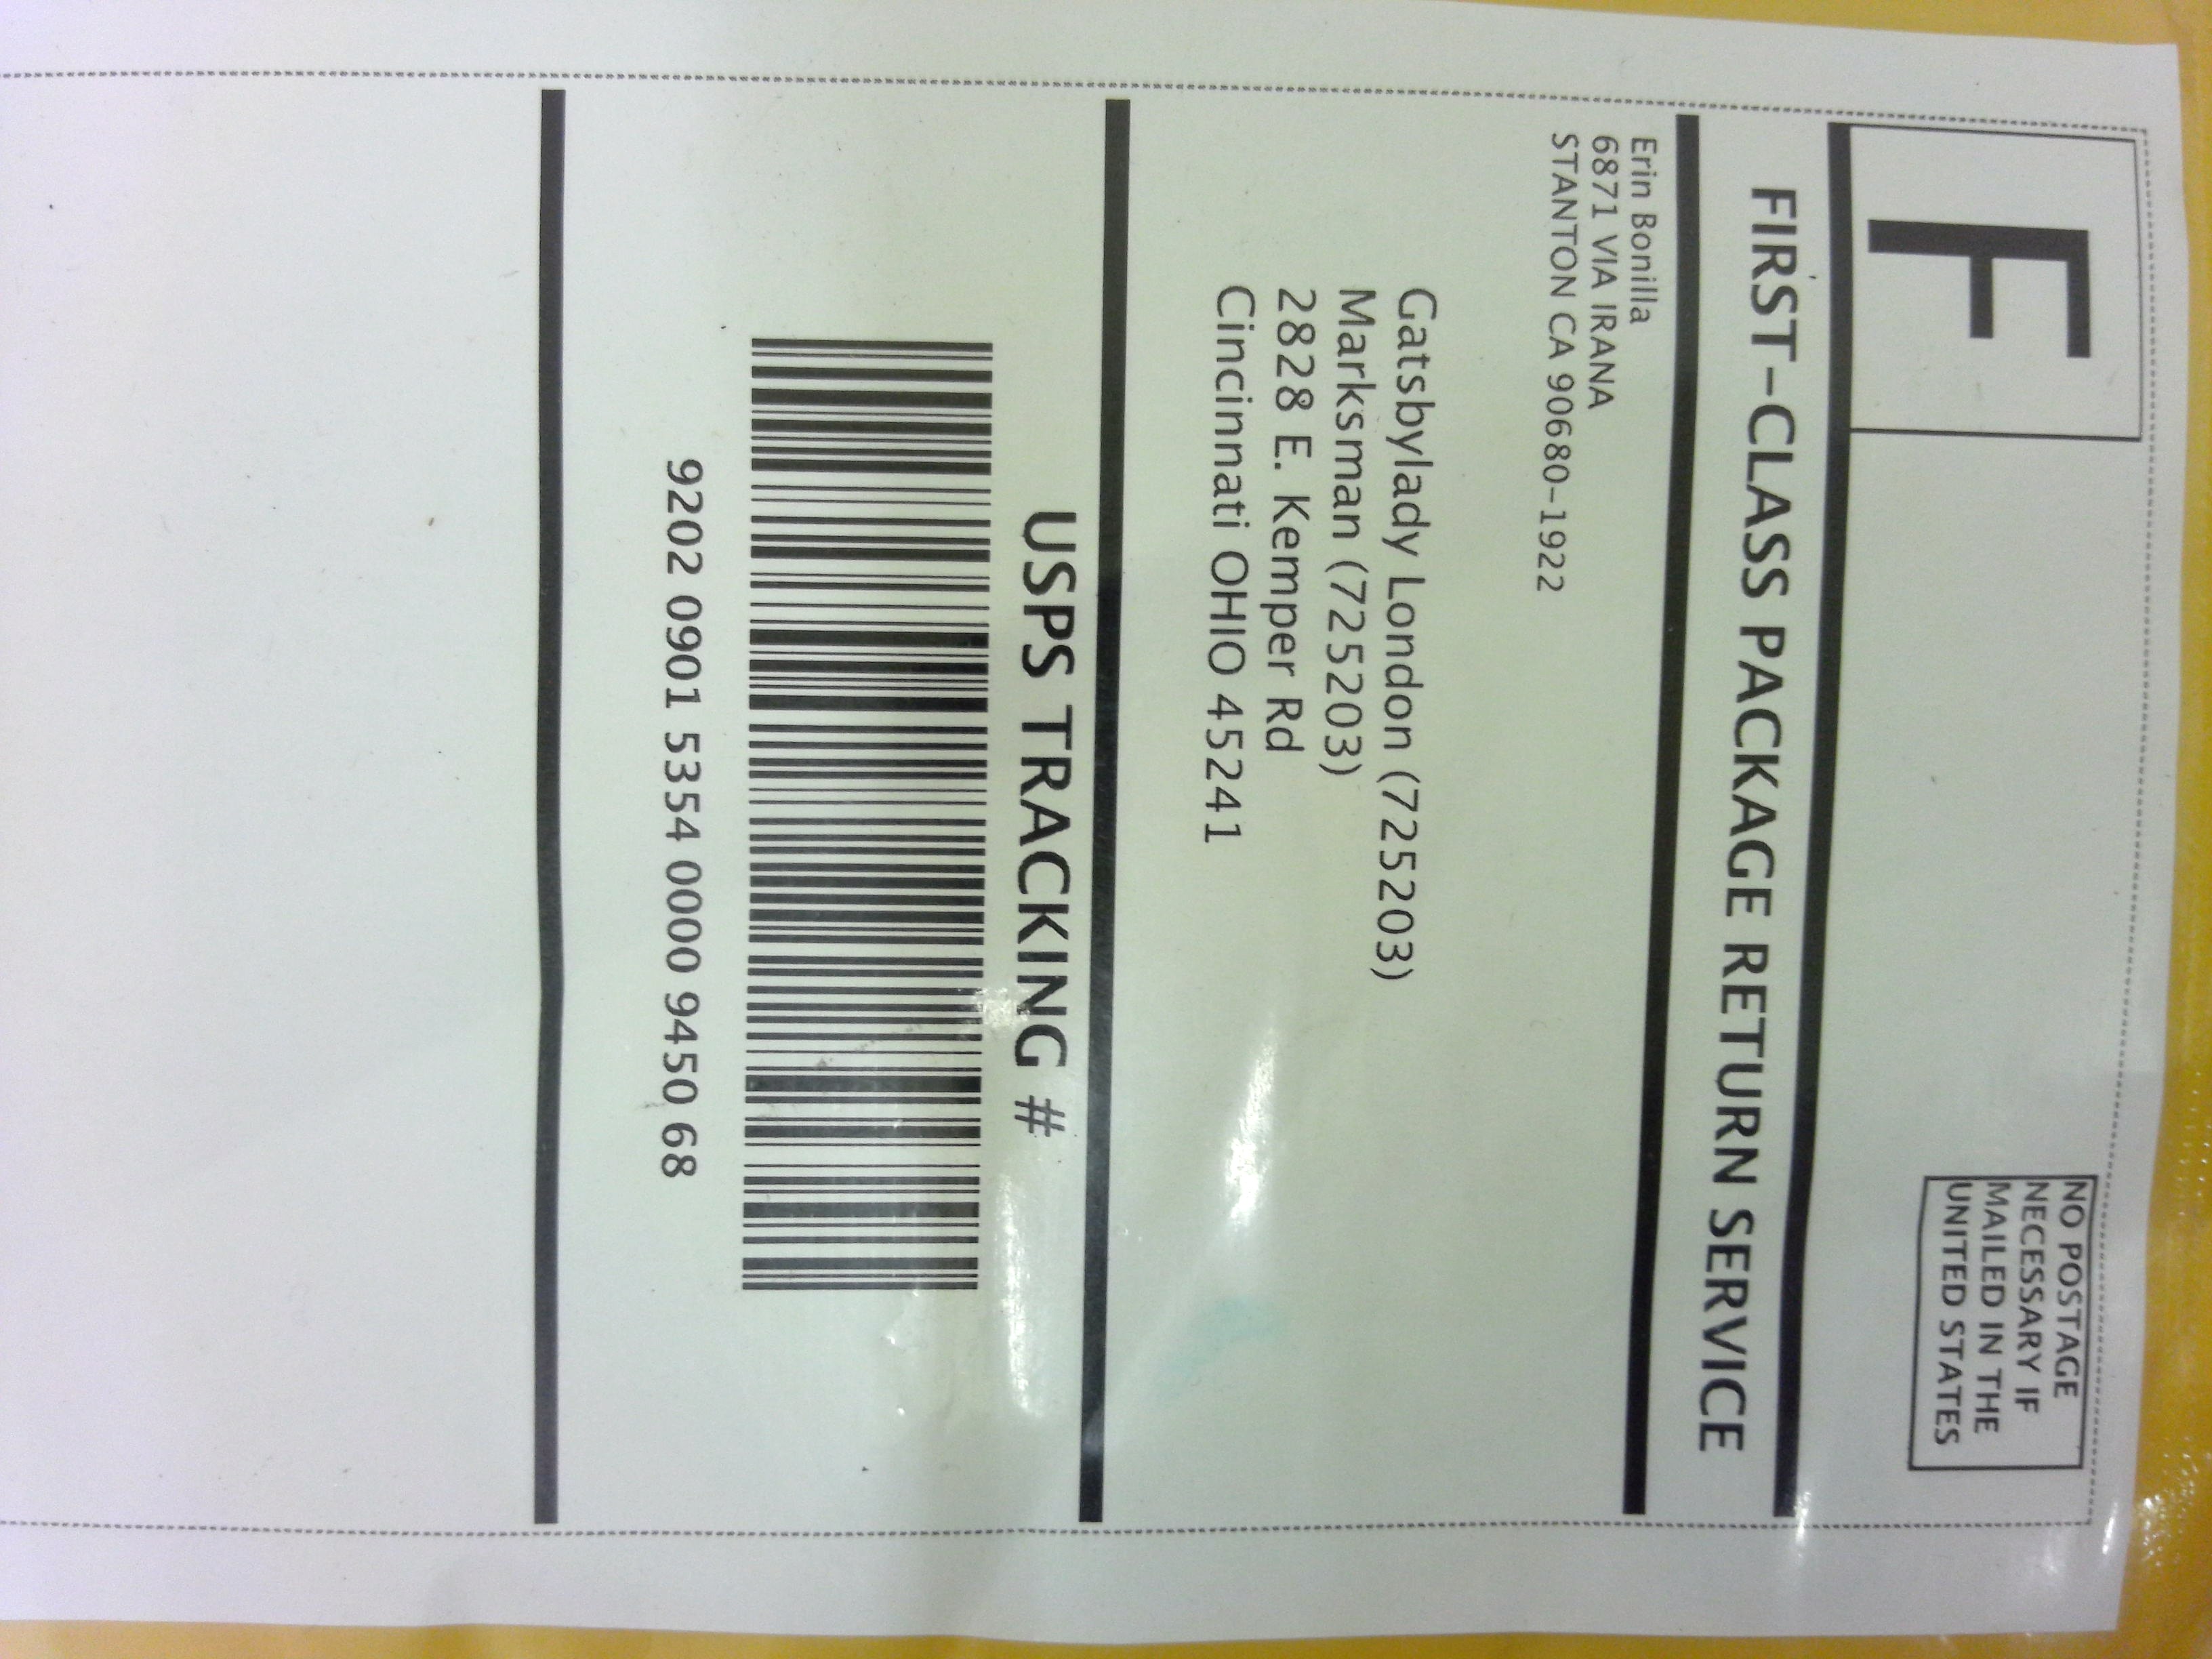 F
NO POSTAGE
NECESSARY IF
MAILED IN THE
UNITED STATES
FIRST-CLASS PACKAGE RETURN SERVICE
Erin Bonilla
6871 VIA IRANA
STANTON CA 90680-1922
Gatsbylady London (725203)
Marksman (725203)
2828 E. Kemper Rd
Cincinnati OHIO 45241
USPS TRACKING #
9202 0901 5354 0000 9450 68